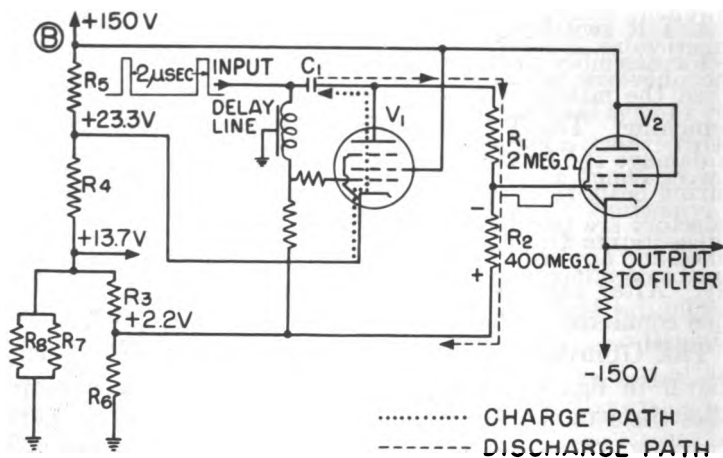 +150V
B
2μSEC
INPUT
C1
R5
DELAY
LINE
V1
V2
+23.3V
R1
2 MEG.Ω
R4
+13.7V
R2
400 MEG.Ω
−
+
OUTPUT
TO FILTER
R3
+2.2V
R8
R7
R6
-150 V
CHARGE PATH
DISCHARGE PATH